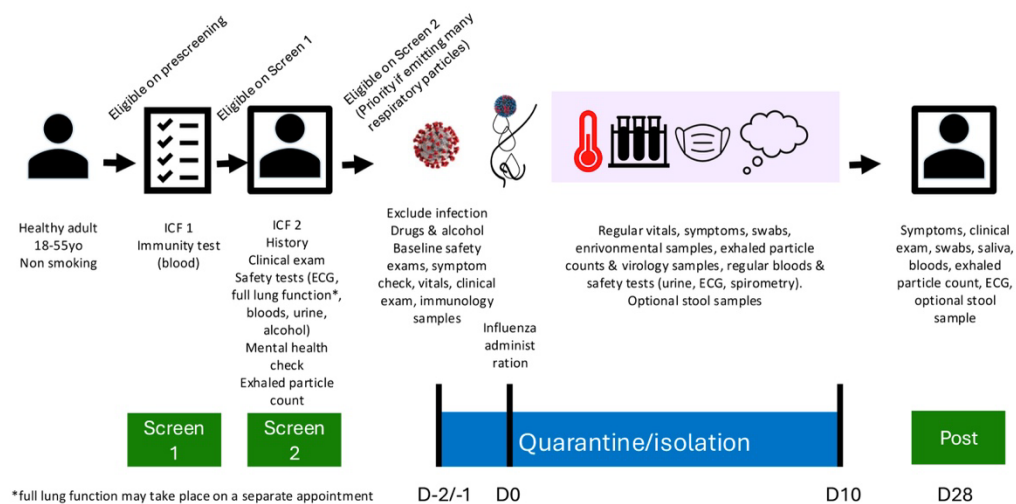 Eligible on prescreening
Eligible on Screen 1
Eligible on Screen 2
(Priority if emitting many
respiratory particles)
Healthy adult
18-55yo
Non smoking
ICF 1
Immunity test
(blood)
ICF 2
History
Clinical exam
Safety tests (ECG,
full lung function*,
bloods, urine,
alcohol)
Mental health
check
Exhaled particle
count
Exclude infection
Drugs & alcohol
Baseline safety
exams, symptom
check, vitals, clinical
exam, immunology
samples
Influenza
administ
ration
Regular vitals, symptoms, swabs,
enrivonmental samples, exhaled particle
counts & virology samples, regular bloods &
safety tests (urine, ECG, spirometry).
Optional stool samples
Symptoms, clinical
exam, swabs, saliva,
bloods, exhaled
particle count, ECG,
optional stool
sample
Screen
1
Screen
2
Quarantine/isolation
Post
*full lung function may take place on a separate appointment
D-2/-1
D0
D10
D28